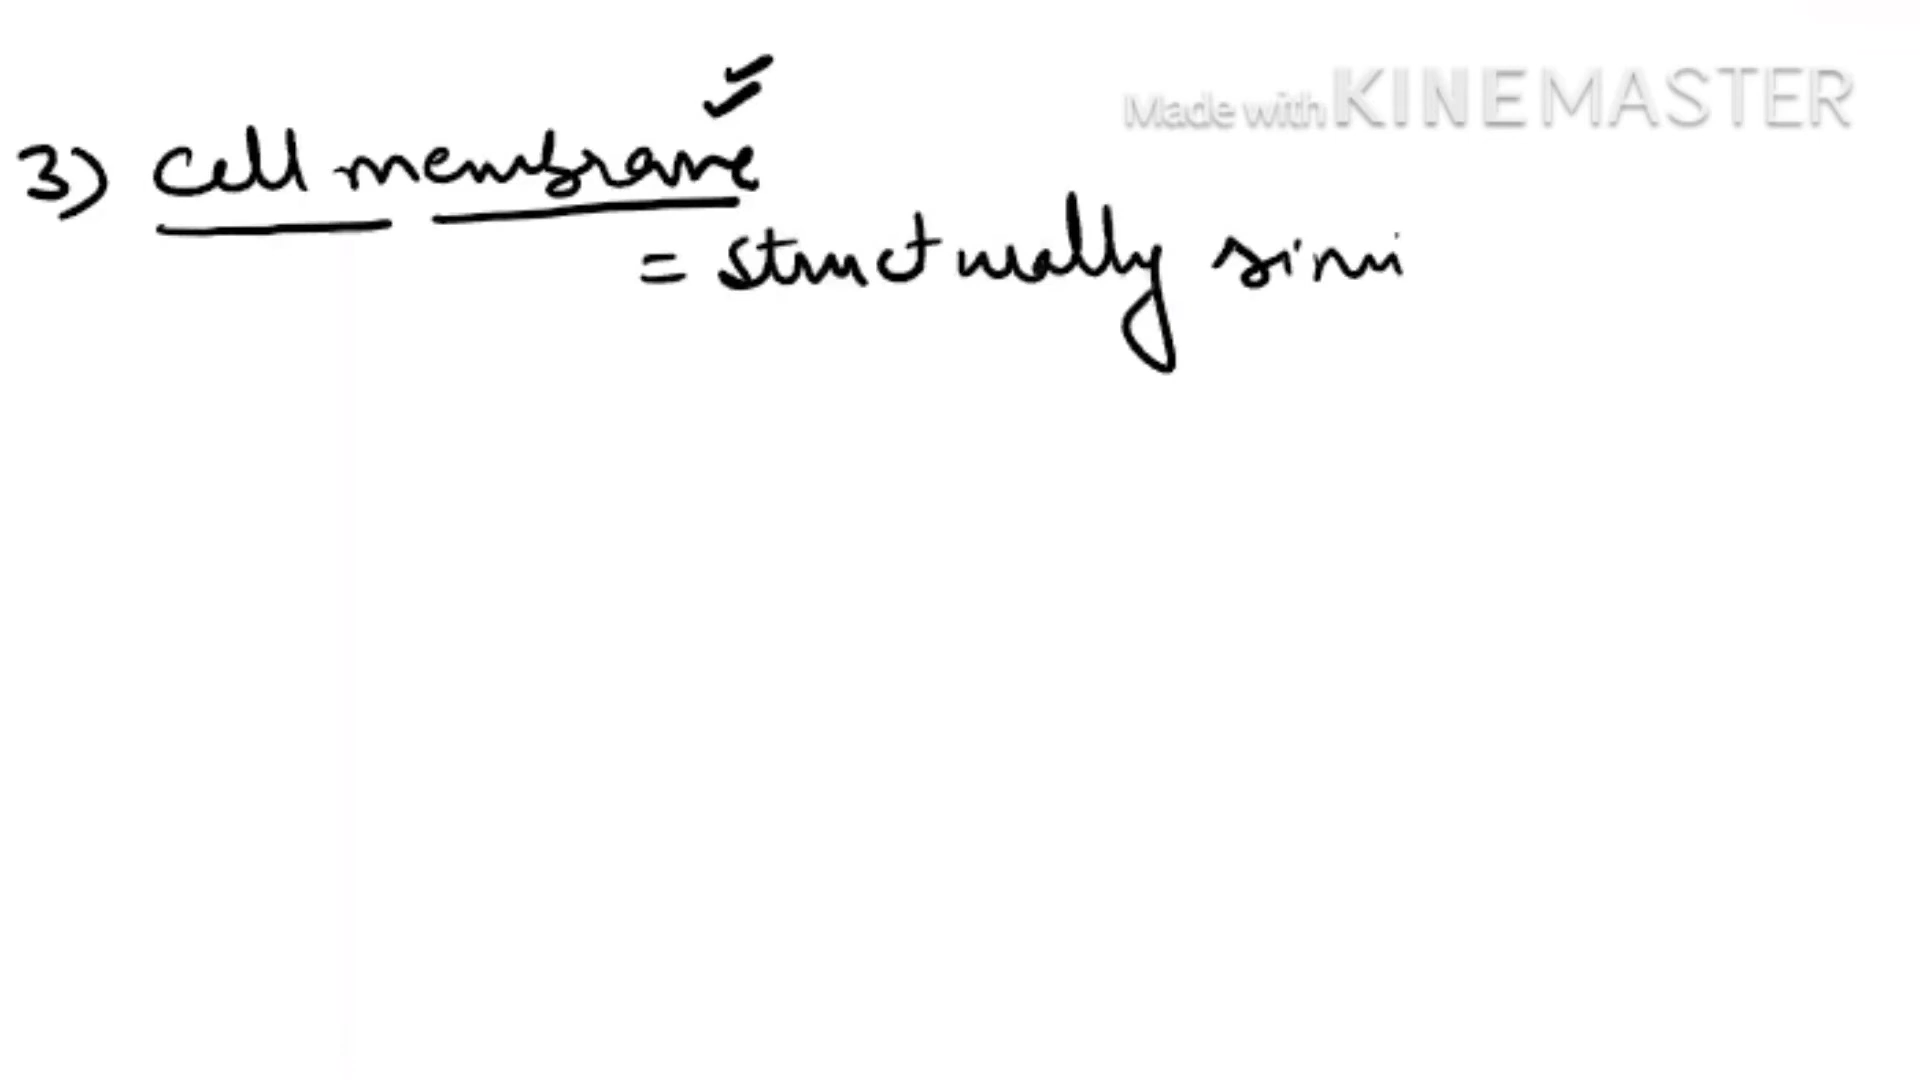 Made with KINEMASTER
3) Cell membrane
= structurally simi